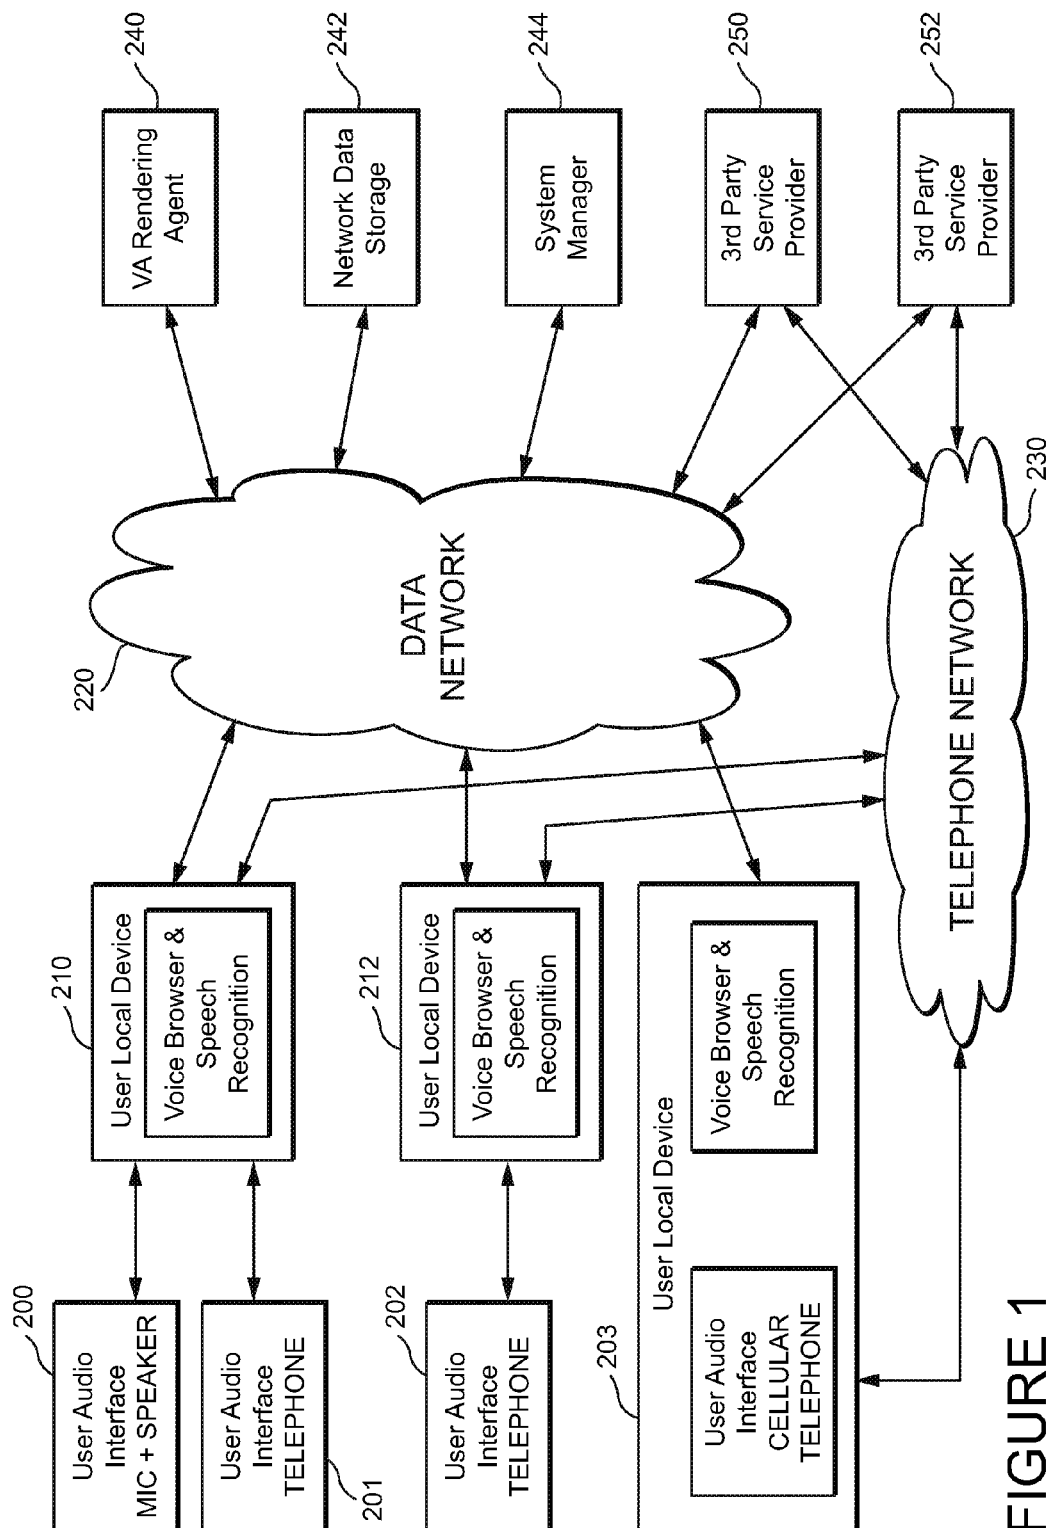 240
VA Rendering
Agent
242
Network Data
Storage
244
System
Manager
250
3rd Party
Service
Provider
252
3rd Party
Service
Provider
220
DATA
NETWORK
230
TELEPHONE NETWORK
210
User Local Device
Voice Browser &
Speech
Recognition
212
User Local Device
Voice Browser &
Speech
Recognition
User Local Device
Voice Browser &
Speech
Recognition
200
User Audio
Interface
MIC + SPEAKER
User Audio
Interface
TELEPHONE
201
202
User Audio
Interface
TELEPHONE
203
User Audio
Interface
CELLULAR
TELEPHONE
FIGURE 1